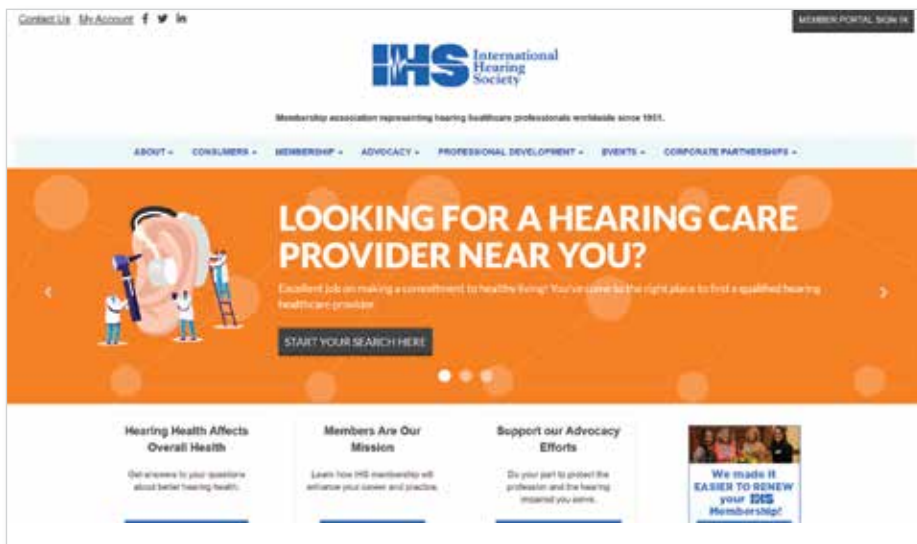 Contact Us My Account
MEMBER PORTAL SIGN IN
IHS International
Hearing
Society
Membership association representing hearing healthcare professionals worldwide since 1951.
ABOUT CONSUMERS MEMBERSHIP ADVOCACY PROFESSIONAL DEVELOPMENT EVENTS CORPORATE PARTNERSHIPS
LOOKING FOR A HEARING CARE
PROVIDER NEAR YOU?
Excellent job on making a commitment to healthy living! You've come to the right place to find a qualified hearing
healthcare provider.
START YOUR SEARCH HERE
Hearing Health Affects
Overall Health
Get answers to your questions
about better hearing health.
Members Are Our
Mission
Learn how IHS membership will
enhance your career and practice.
Support our Advocacy
Efforts
Do your part to protect the
profession and the hearing
impaired you serve.
We made it
EASIER TO RENEW
your IHS
Membership!